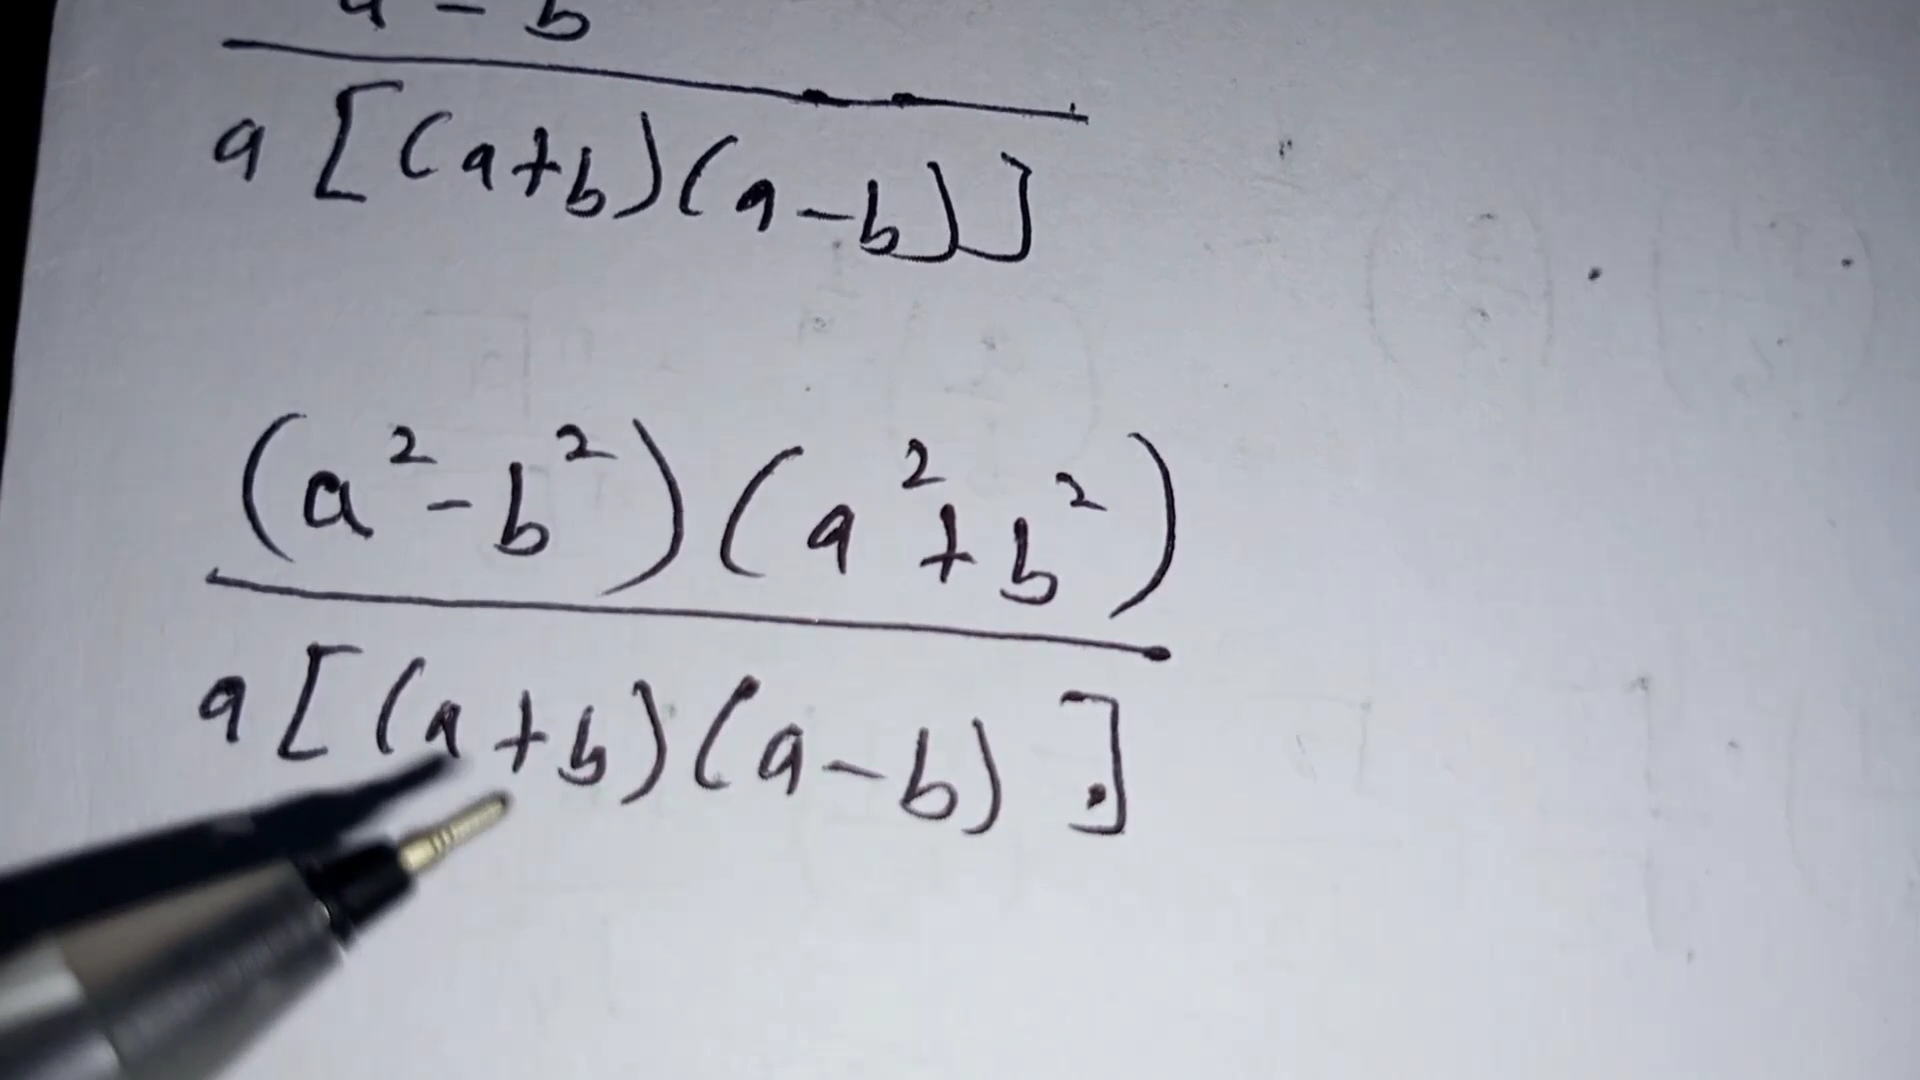 a - b
a [(a+b)(a-b)]
(a² - b²)(a² + b²)
a [(a+b)(a-b)]